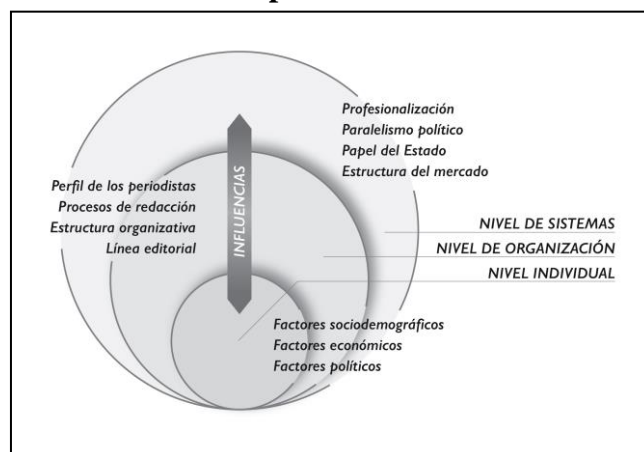 Profesionalización
Paralelismo político
Papel del Estado
Estructura del mercado
Perfil de los periodistas
Procesos de redacción
Estructura organizativa
Línea editorial
INFLUENCIAS
NIVEL DE SISTEMAS
NIVEL DE ORGANIZACIÓN
NIVEL INDIVIDUAL
Factores sociodemográficos
Factores económicos
Factores políticos